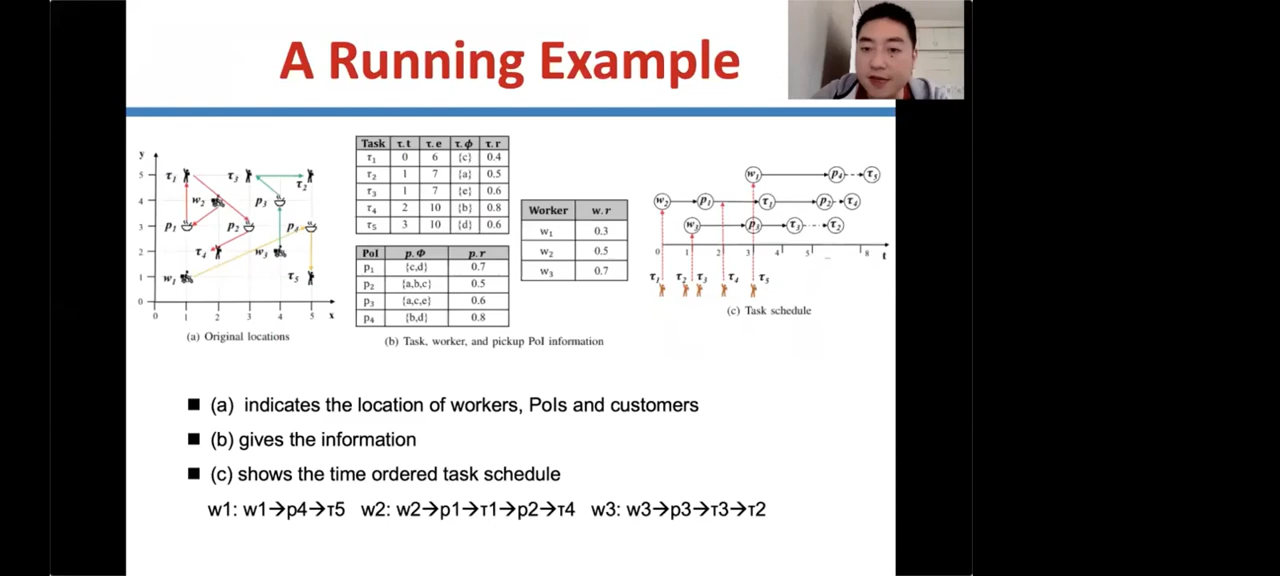 A Running Example
y
5
4
3
2
1
0
τ1
τ3
τ2
w2
p3
p1
p2
p4
τ4
w3
w1
τ5
0 1 2 3 4 5 x
(a) Original locations
Task τ.t τ.e τ.ϕ τ.r
τ1 0 6 {c} 0.4
τ2 1 7 {a} 0.5
τ3 1 7 {e} 0.6
τ4 2 10 {b} 0.8
τ5 3 10 {d} 0.6
PoI p.Φ p.r
p1 {c,d} 0.7
p2 {a,b,c} 0.5
p3 {a,c,e} 0.6
p4 {b,d} 0.8
Worker w.r
w1 0.3
w2 0.5
w3 0.7
(b) Task, worker, and pickup PoI information
w1 p4 τ5
w2 p1 τ1 p2 τ4
w3 p3 τ3 τ2
0 1 2 3 4 5 8 t
τ1 τ2 τ3 τ4 τ5
(c) Task schedule
■ (a) indicates the location of workers, PoIs and customers
■ (b) gives the information
■ (c) shows the time ordered task schedule
w1: w1→p4→τ5 w2: w2→p1→τ1→p2→τ4 w3: w3→p3→τ3→τ2